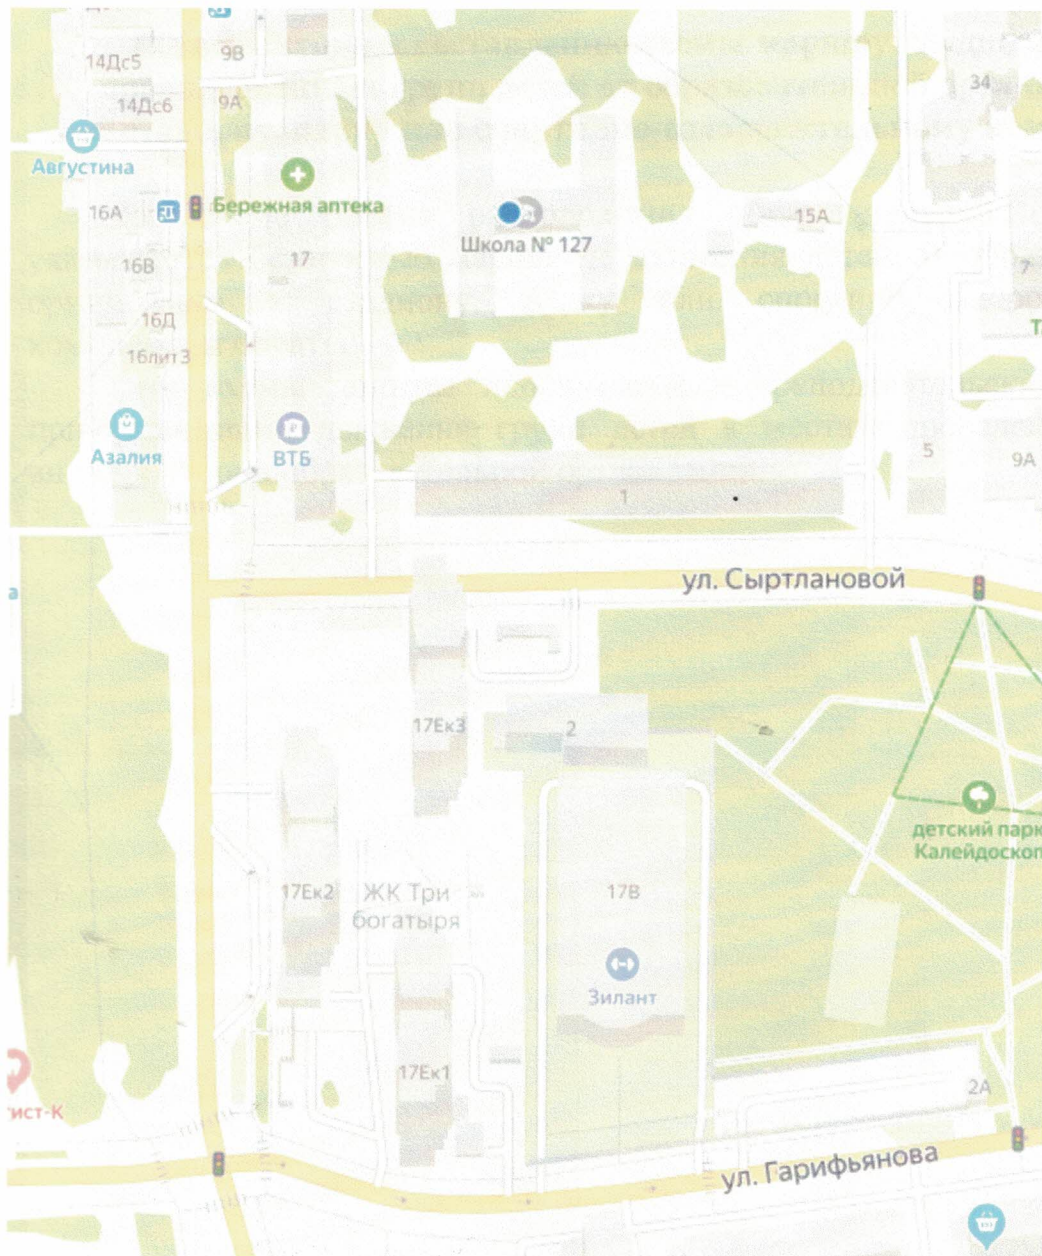 14Дс5
9В
34
14Дс6
9А
Августина
Бережная аптека
16А
15А
Школа № 127
16В
17
7
16Д
16лит3
Азалия
ВТБ
5
9А
1
ул. Сыртлановой
17Ек3
2
детский парк
Калейдоскоп
17Ек2
ЖК Три
богатыря
17В
Зилант
17Ек1
2А
ист-К
ул. Гарифьянова